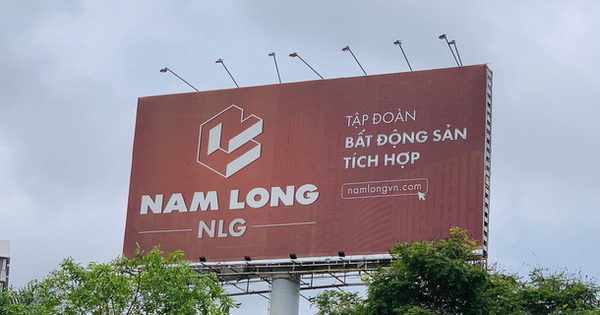 NAM LONG
NLG
TẬP ĐOÀN
BẤT ĐỘNG SẢN
TÍCH HỢP
namlongvn.com